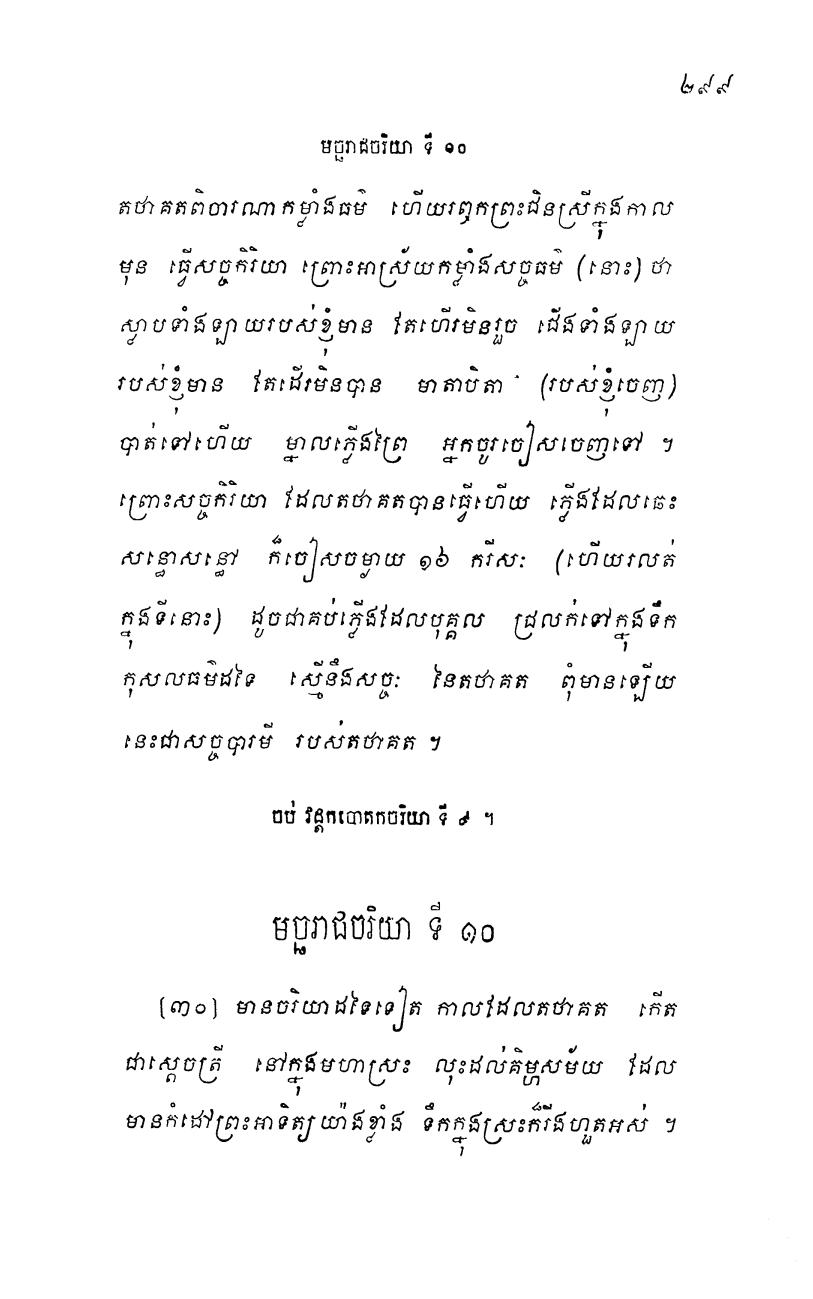 ២៩៩
មច្ឆរាជចរិយា ទី ១០
តថាគតពិចារណាកម្លាំងធម៌ ហើយរឭកព្រះជិនស្រីក្នុងកាល
មុន ធ្វើសច្ចកិរិយា ព្រោះអាស្រ័យកម្លាំងសច្ចធម៌ (នោះ) ថា
ស្លាបទាំងឡាយរបស់ខ្ញុំមាន តែហើរមិនរួច ជើងទាំងឡាយ
របស់ខ្ញុំមាន តែដើរមិនបាន មាតាបិតា (របស់ខ្ញុំចេញ)
បាត់ទៅហើយ ម្នាលភ្លើងព្រៃ អ្នកចូរចៀសចេញទៅ ។
ព្រោះសច្ចកិរិយា ដែលតថាគតបានធ្វើហើយ ភ្លើងដែលឆេះ
សន្ធោសន្ធៅ ក៏ចៀសចម្ងាយ ១៦ ករីសៈ (ហើយរលត់
ក្នុងទីនោះ) ដូចជាគប់ភ្លើងដែលបុគ្គល ជ្រលក់ទៅក្នុងទឹក
កុសលធម៌ដទៃ ស្មើនឹងសច្ចៈ នៃតថាគត ពុំមានឡើយ
នេះជាសច្ចបារមី របស់តថាគត ។
ចប់ វដ្តកបោតកចរិយា ទី ៩ ។
មច្ឆរាជចរិយា ទី ១០
(៣០) មានចរិយាដទៃទៀត កាលដែលតថាគត កើត
ជាស្តេចត្រី នៅក្នុងមហាស្រះ លុះដល់គិម្ហសម័យ ដែល
មានកំដៅព្រះអាទិត្យយ៉ាងខ្លាំង ទឹកក្នុងស្រះក៏រីងហួតអស់ ។